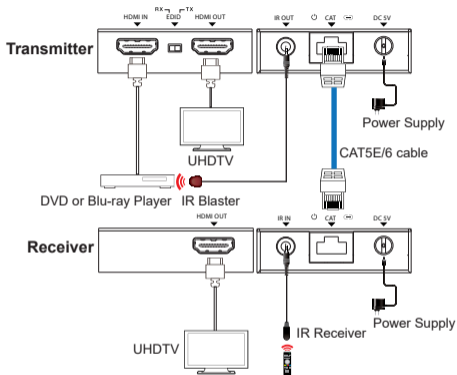 RX TX
HDMI IN EDID HDMI OUT IR OUT CAT DC 5V
Transmitter
Power Supply
UHDTV
CAT5E/6 cable
DVD or Blu-ray Player IR Blaster
HDMI OUT IR IN CAT DC 5V
Receiver
IR Receiver
Power Supply
UHDTV